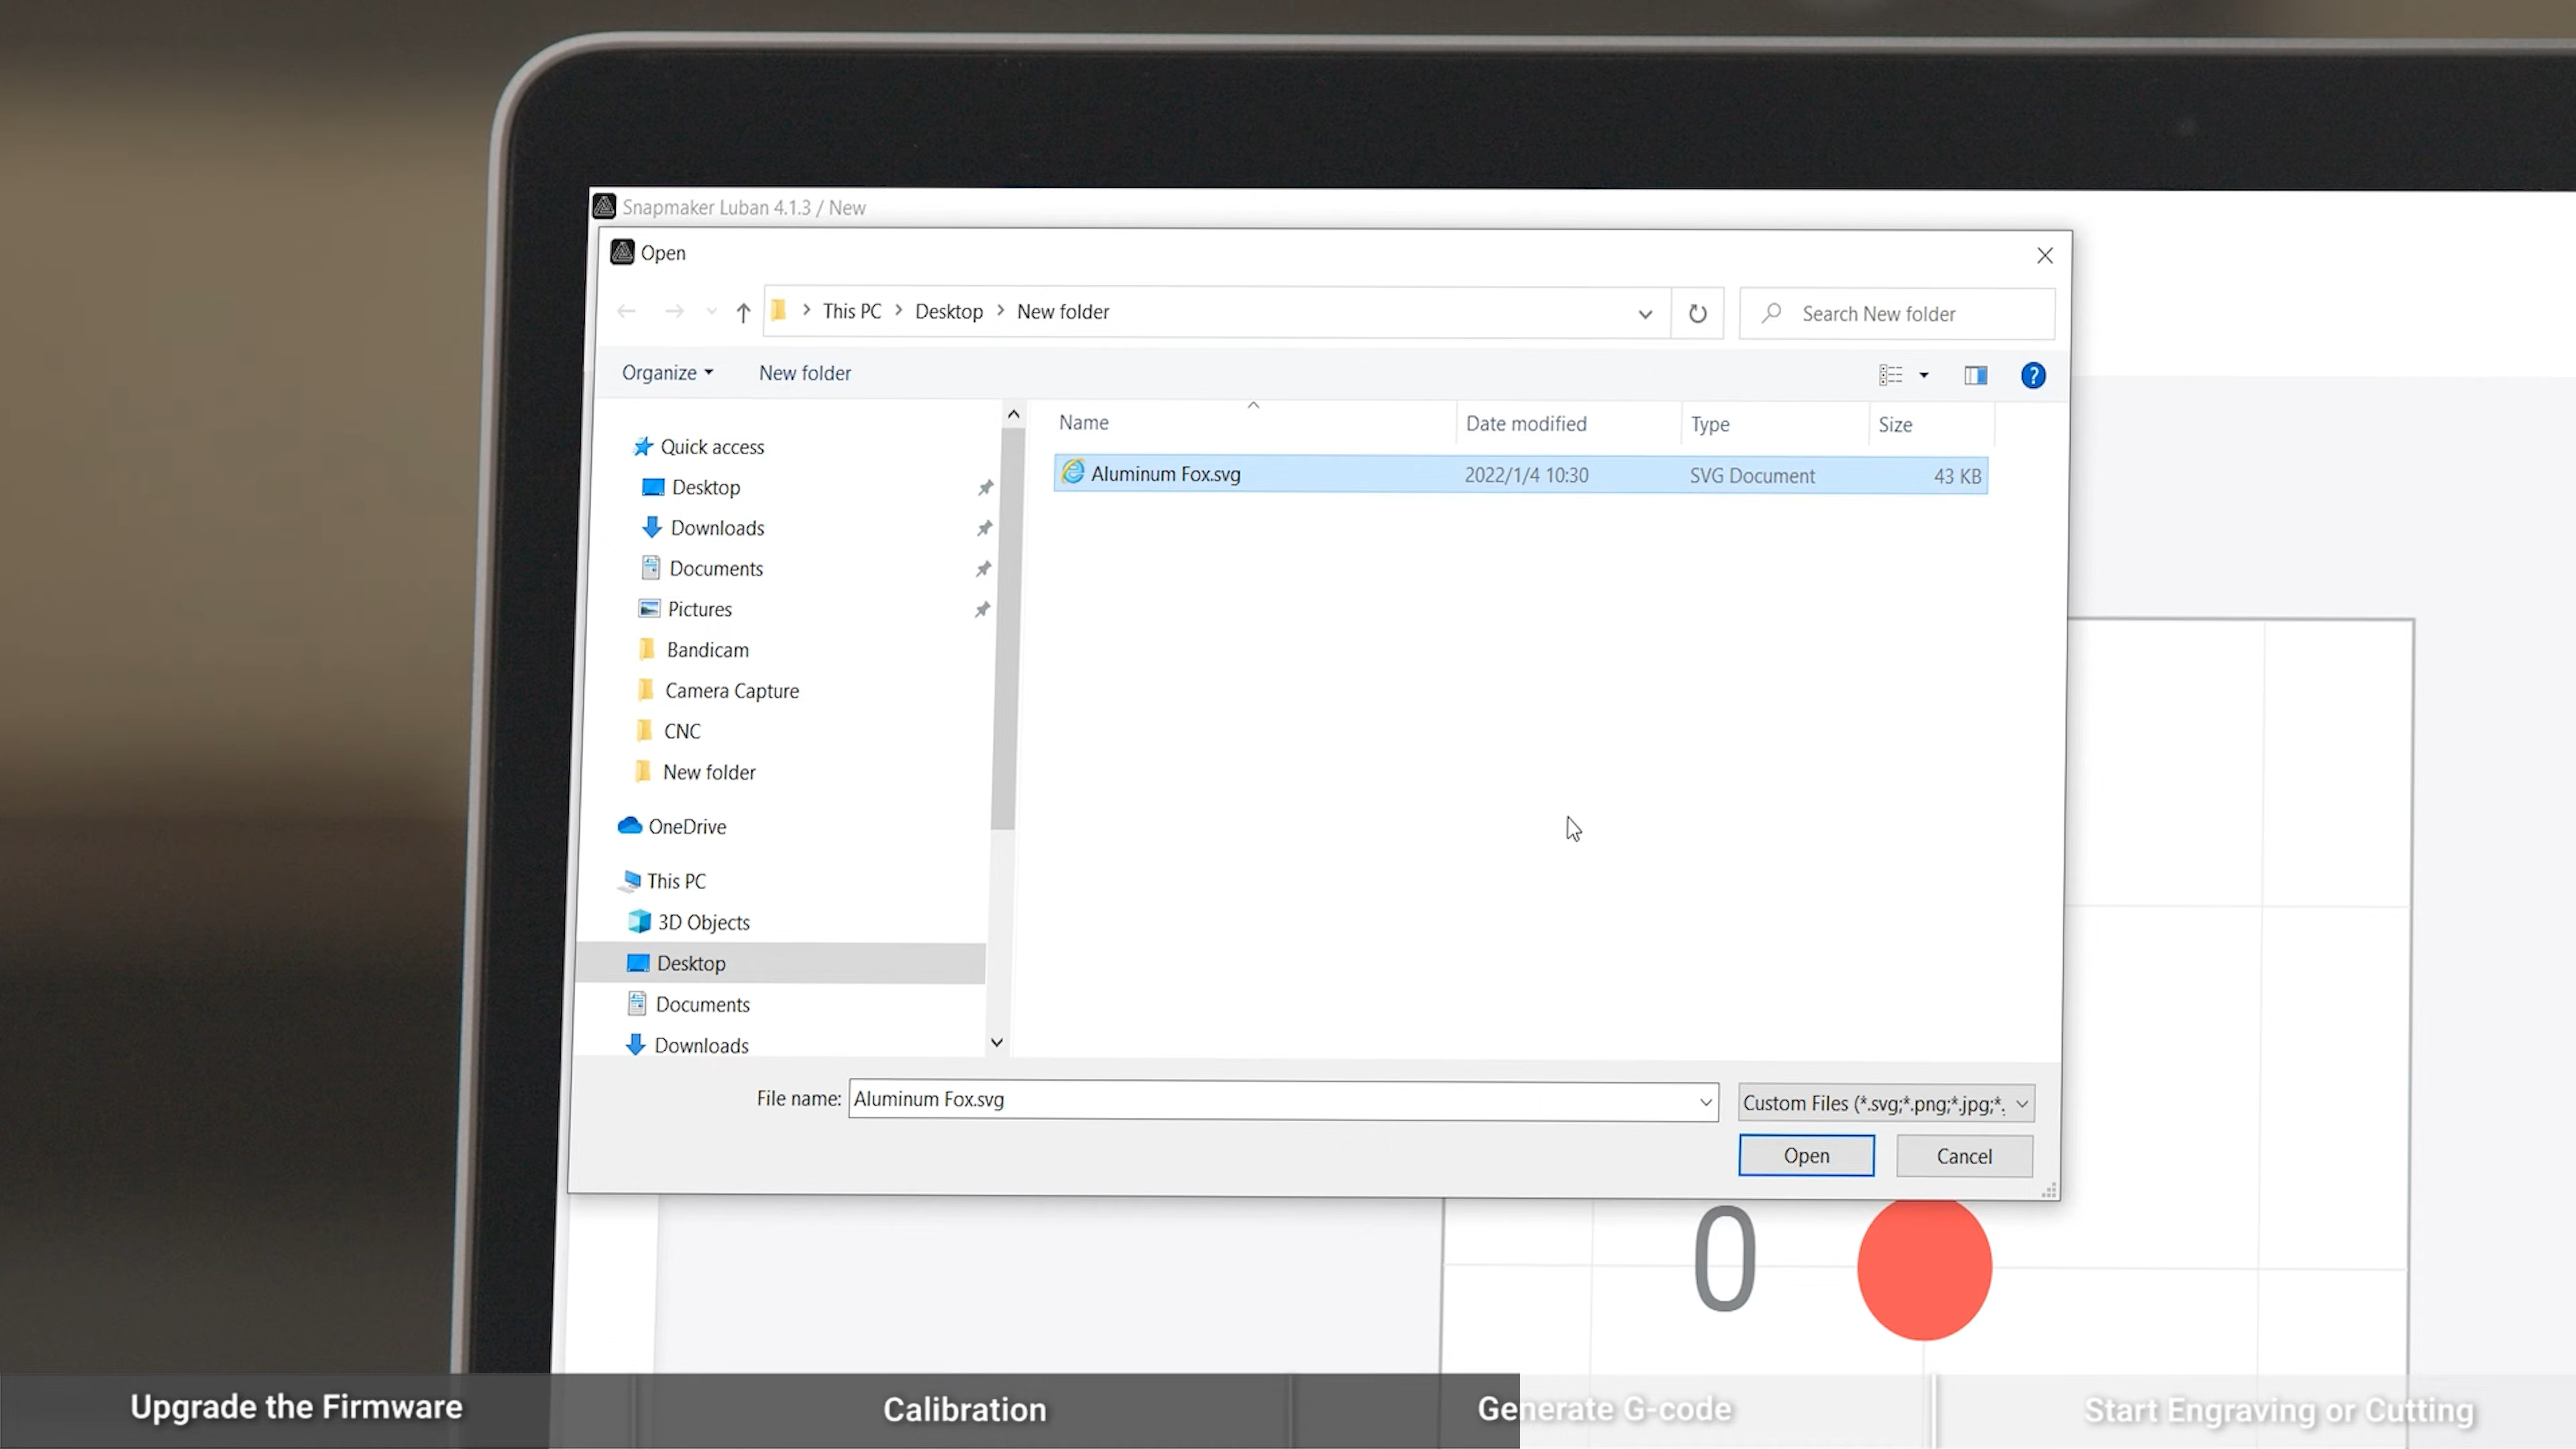 Snapmaker Luban 4.1.3 / New
Open
This PC > Desktop > New folder
Search New folder
Organize
New folder
?
Name
Date modified
Type
Size
Aluminum Fox.svg
2022/1/4 10:30
SVG Document
43 KB
Quick access
Desktop
Downloads
Documents
Pictures
Bandicam
Camera Capture
CNC
New folder
OneDrive
This PC
3D Objects
Desktop
Documents
Downloads
File name:
Aluminum Fox.svg
Custom Files (*.svg;*.png;*.jpg;*.
Open
Cancel
0
Upgrade the Firmware
Calibration
Generate G-code
Start Engraving or Cutting